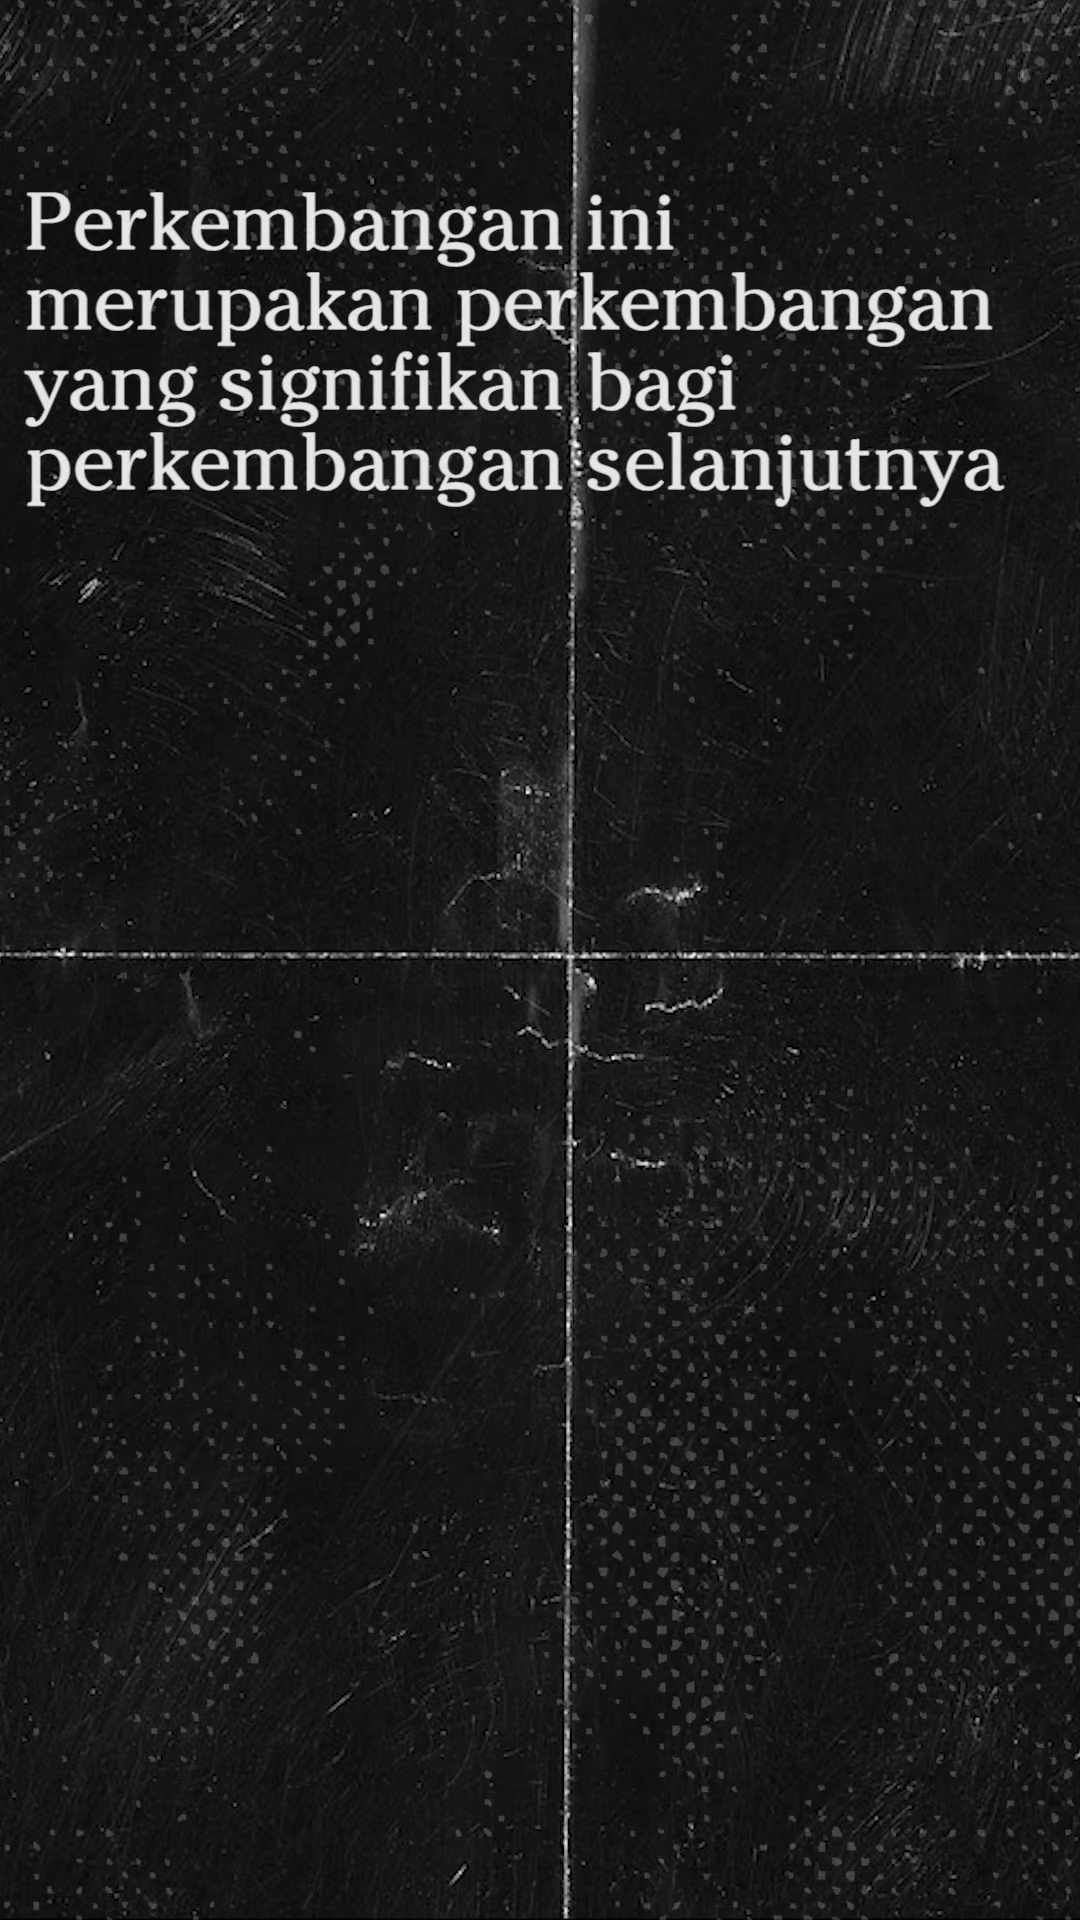 Perkembangan ini
merupakan perkembangan
yang signifikan bagi
perkembangan selanjutnya